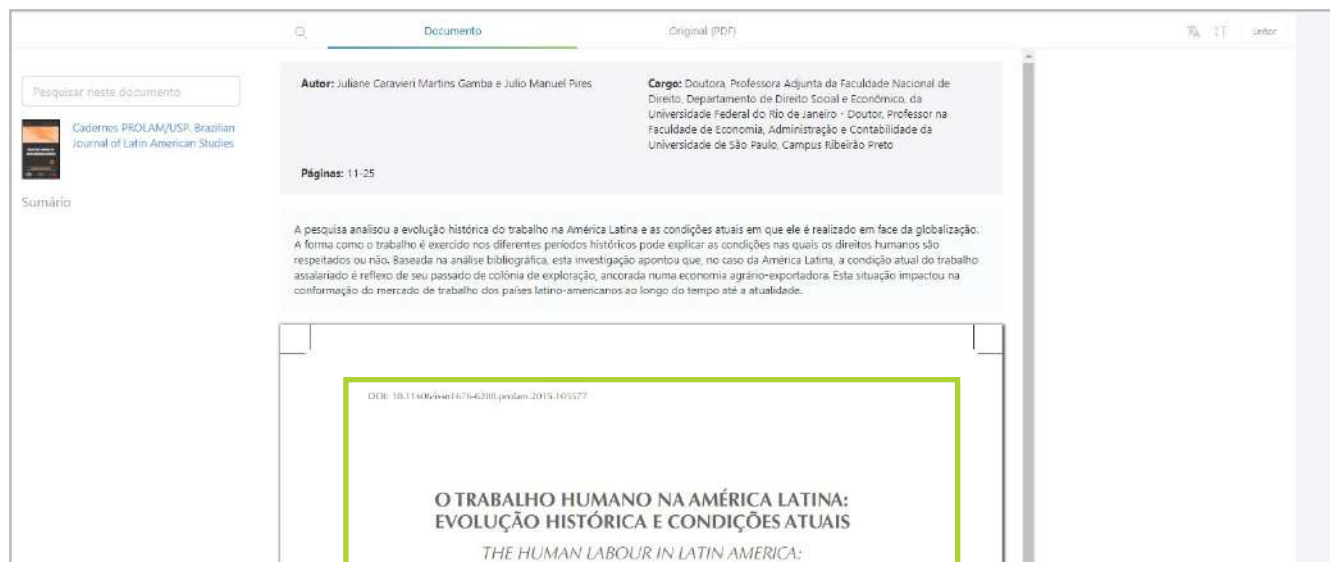 Documento
Original (PDF)
Leitor
Pesquisar neste documento
Cadernos PROLAM/USP. Brazilian
Journal of Latin American Studies
Sumário
Autor: Juliane Caravieri Martins Gamba e Julio Manuel Pires
Cargo: Doutora, Professora Adjunta da Faculdade Nacional de
Direito, Departamento de Direito Social e Econômico, da
Universidade Federal do Rio de Janeiro - Doutor, Professor na
Faculdade de Economia, Administração e Contabilidade da
Universidade de São Paulo, Campus Ribeirão Preto
Páginas: 11-25
A pesquisa analisou a evolução histórica do trabalho na América Latina e as condições atuais em que ele é realizado em face da globalização.
A forma como o trabalho é exercido nos diferentes períodos históricos pode explicar as condições nas quais os direitos humanos são
respeitados ou não. Baseada na análise bibliográfica, esta investigação apontou que, no caso da América Latina, a condição atual do trabalho
assalariado é reflexo de seu passado de colônia de exploração, ancorada numa economia agrário-exportadora. Esta situação impactou na
conformação do mercado de trabalho dos países latino-americanos ao longo do tempo até a atualidade.
DOI: 10.11606/issn1676-6288.prolam.2015.105577
O TRABALHO HUMANO NA AMÉRICA LATINA:
EVOLUÇÃO HISTÓRICA E CONDIÇÕES ATUAIS
THE HUMAN LABOUR IN LATIN AMERICA: